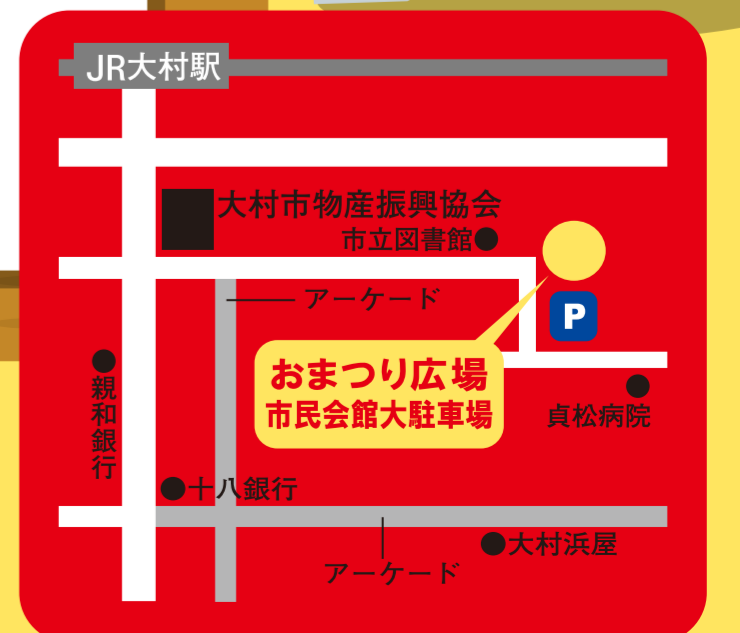 JR大村駅
大村市物産振興協会
市立図書館
アーケード
P
おまつり広場
市民会館大駐車場
親和銀行
貞松病院
十八銀行
大村浜屋
アーケード